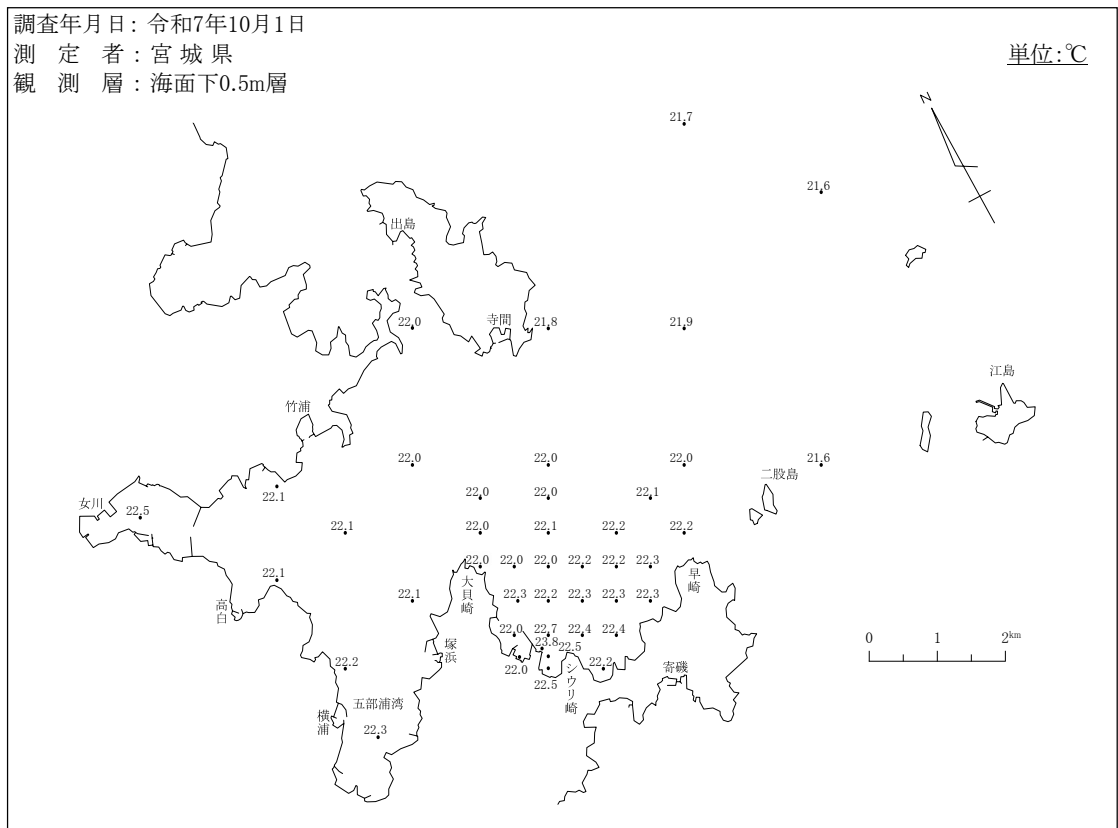 調査年月日：令和7年10月1日
測定者：宮城県
観測層：海面下0.5m層
単位：℃
N
21.7
21.6
出島
22.0
寺間
21.8
21.9
江島
竹浦
22.0
22.0
22.0
21.6
二股島
女川
22.5
22.1
22.0
22.0
22.1
22.1
22.0
22.1
22.2
22.2
22.1
22.0
22.0
22.0
22.2
22.2
22.3
大貝崎
早崎
高白
22.1
22.3
22.2
22.3
22.3
22.3
22.0
22.7
22.4
22.4
塚浜
23.8
22.5
22.0
22.5
シウリ崎
22.2
寄磯
22.2
五部浦湾
横浦
22.3
0 1 2km